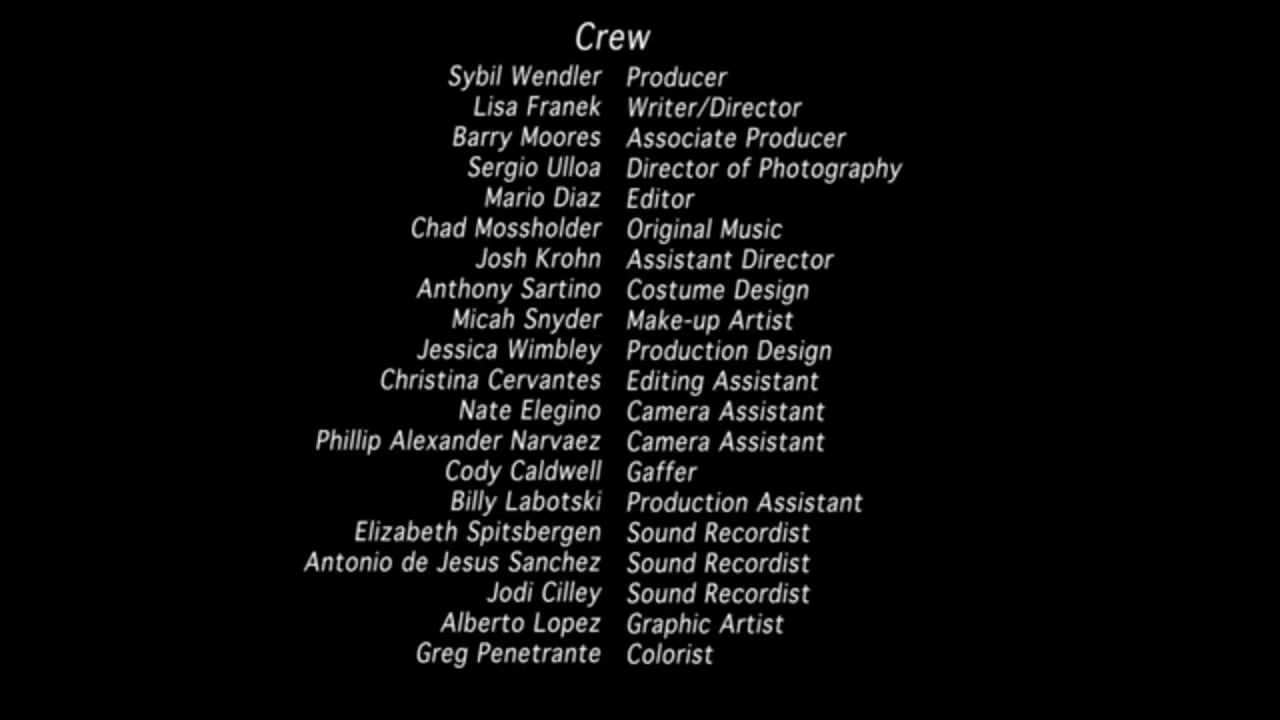 Crew
Sybil Wendler Producer
Lisa Franek Writer/Director
Barry Moores Associate Producer
Sergio Ulloa Director of Photography
Mario Diaz Editor
Chad Mossholder Original Music
Josh Krohn Assistant Director
Anthony Sartino Costume Design
Micah Snyder Make-up Artist
Jessica Wimbley Production Design
Christina Cervantes Editing Assistant
Nate Elegino Camera Assistant
Phillip Alexander Narvaez Camera Assistant
Cody Caldwell Gaffer
Billy Labotski Production Assistant
Elizabeth Spitsbergen Sound Recordist
Antonio de Jesus Sanchez Sound Recordist
Jodi Cilley Sound Recordist
Alberto Lopez Graphic Artist
Greg Penetrante Colorist